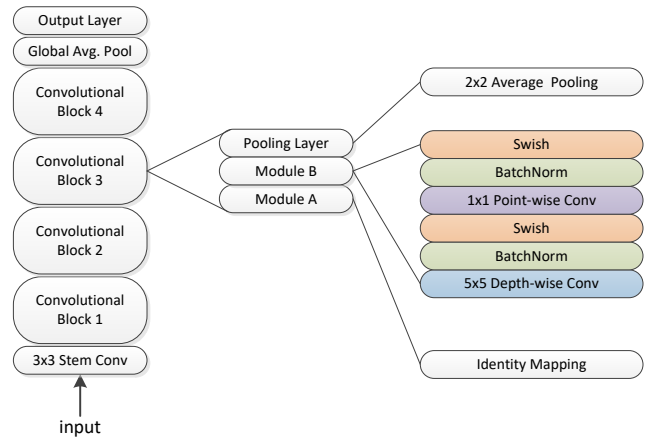 Output Layer
Global Avg. Pool
Convolutional
Block 4
Convolutional
Block 3
Convolutional
Block 2
Convolutional
Block 1
3x3 Stem Conv
input
Pooling Layer
Module B
Module A
2x2 Average Pooling
Swish
BatchNorm
1x1 Point-wise Conv
Swish
BatchNorm
5x5 Depth-wise Conv
Identity Mapping